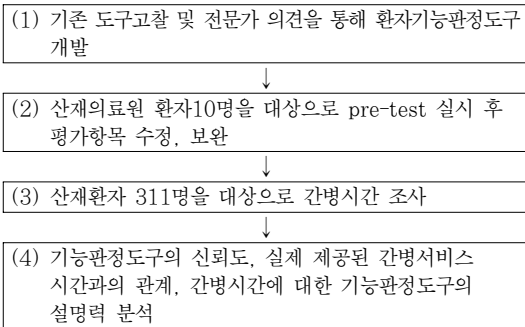 (1) 기존 도구고찰 및 전문가 의견을 통해 환자기능판정도구
개발
↓
(2) 산재의료원 환자10명을 대상으로 pre-test 실시 후
평가항목 수정, 보완
↓
(3) 산재환자 311명을 대상으로 간병시간 조사
↓
(4) 기능판정도구의 신뢰도, 실제 제공된 간병서비스
시간과의 관계, 간병시간에 대한 기능판정도구의
설명력 분석